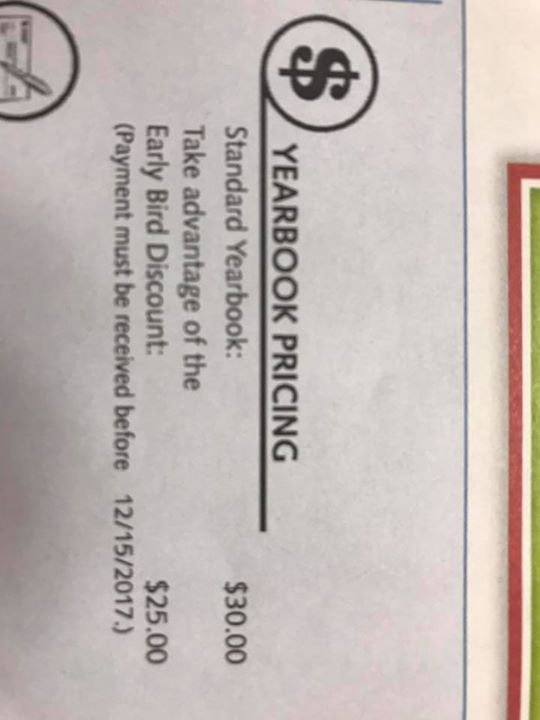 $
YEARBOOK PRICING
Standard Yearbook: $30.00
Take advantage of the
Early Bird Discount: $25.00
(Payment must be received before 12/15/2017.)